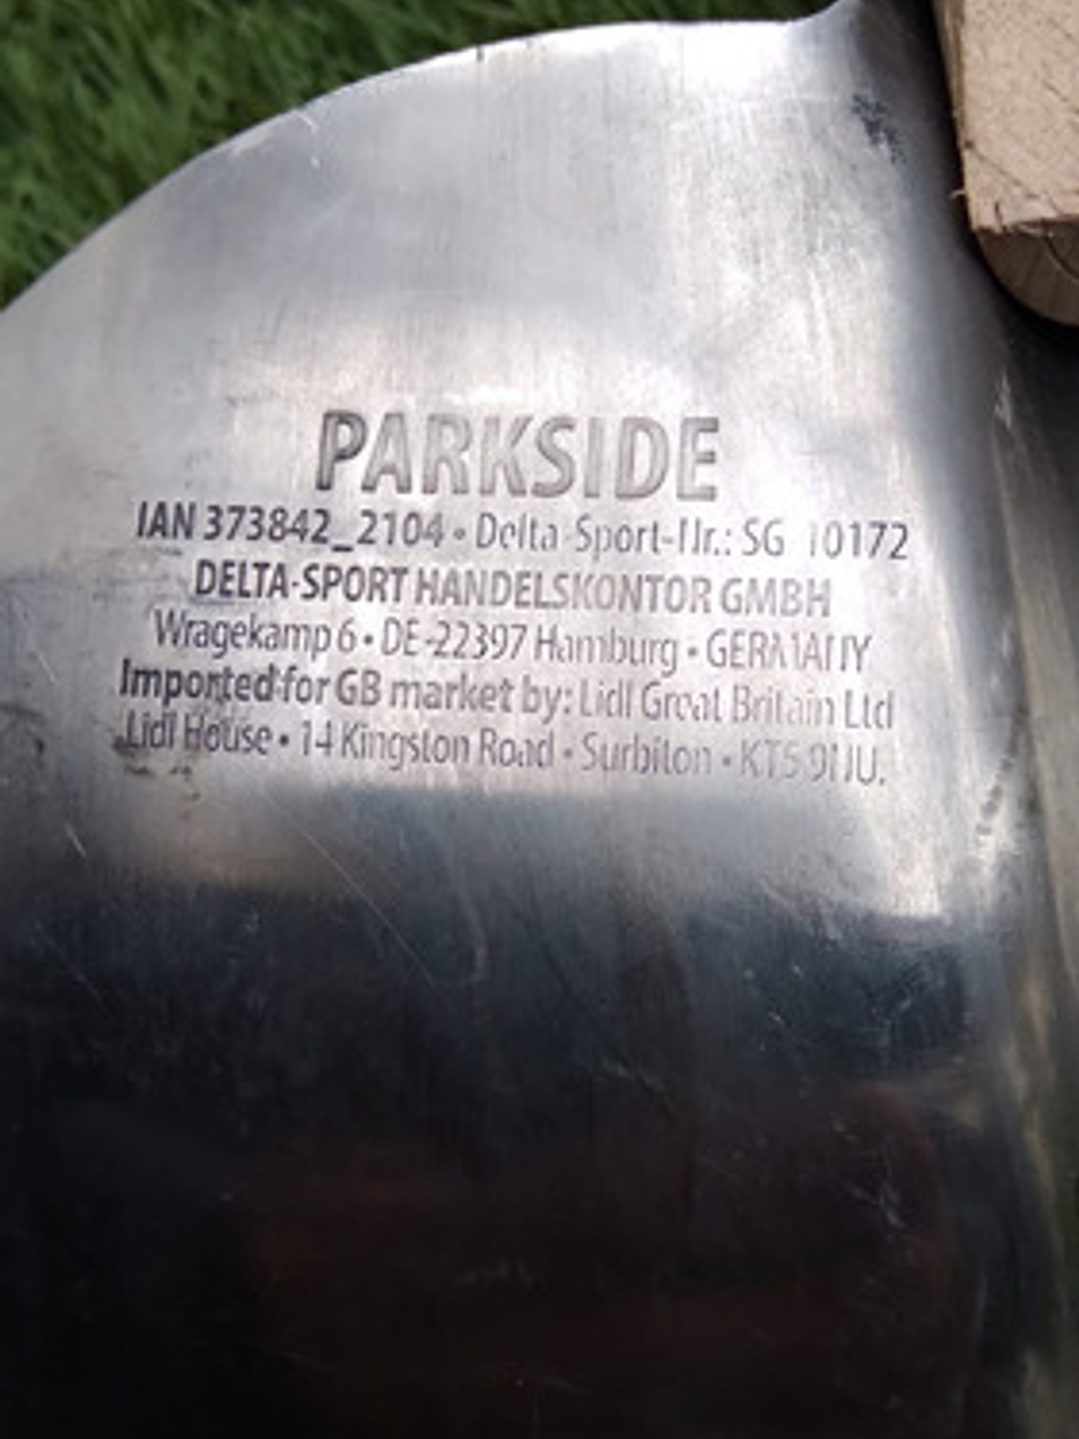 PARKSIDE
IAN 373842_2104 • Delta-Sport-Nr.: SG-10172
DELTA-SPORT HANDELSKONTOR GMBH
Wragekamp 6 • DE-22397 Hamburg • GERMANY
Imported for GB market by: Lidl Great Britain Ltd
Lidl House • 14 Kingston Road • Surbiton • KT5 9NU.